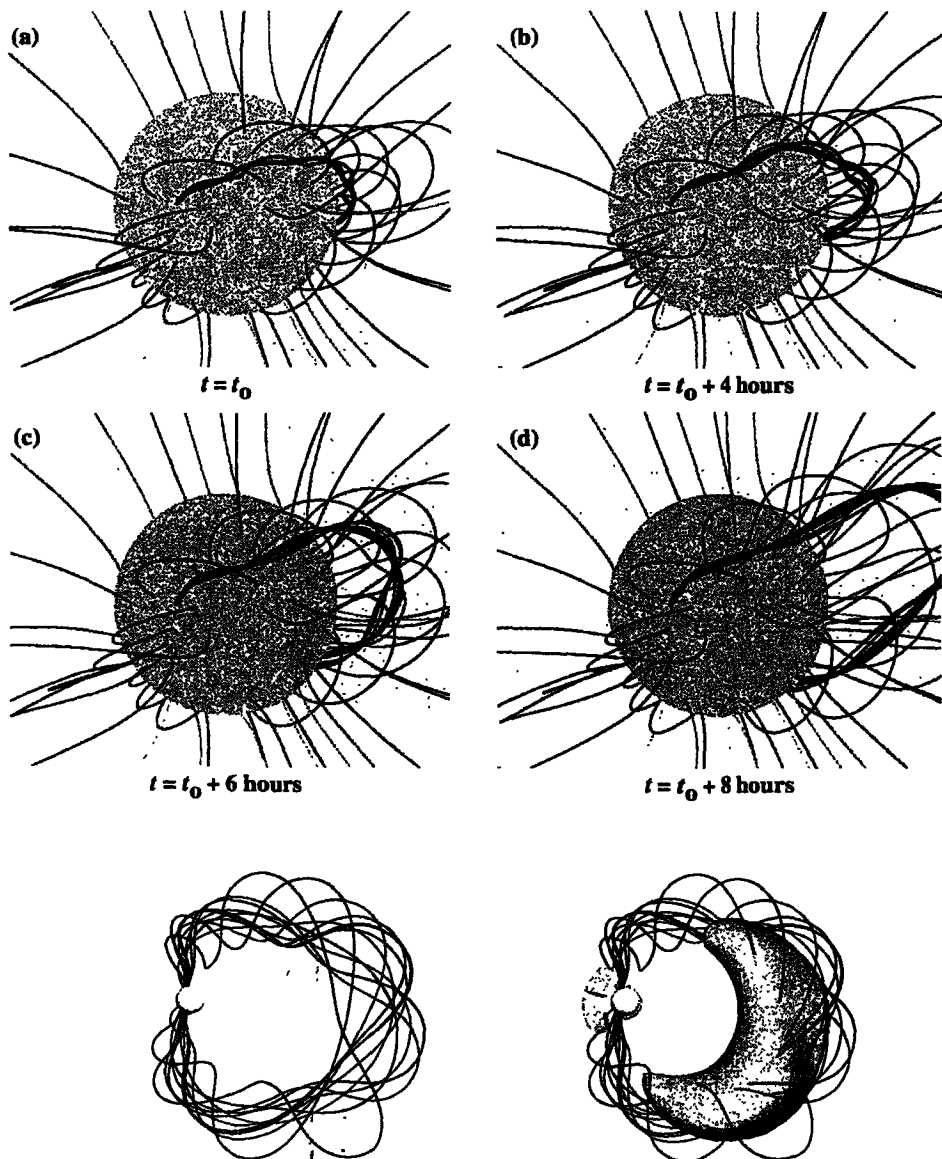 (a)
(b)
t = t₀
t = t₀ + 4 hours
(c)
(d)
t = t₀ + 6 hours
t = t₀ + 8 hours